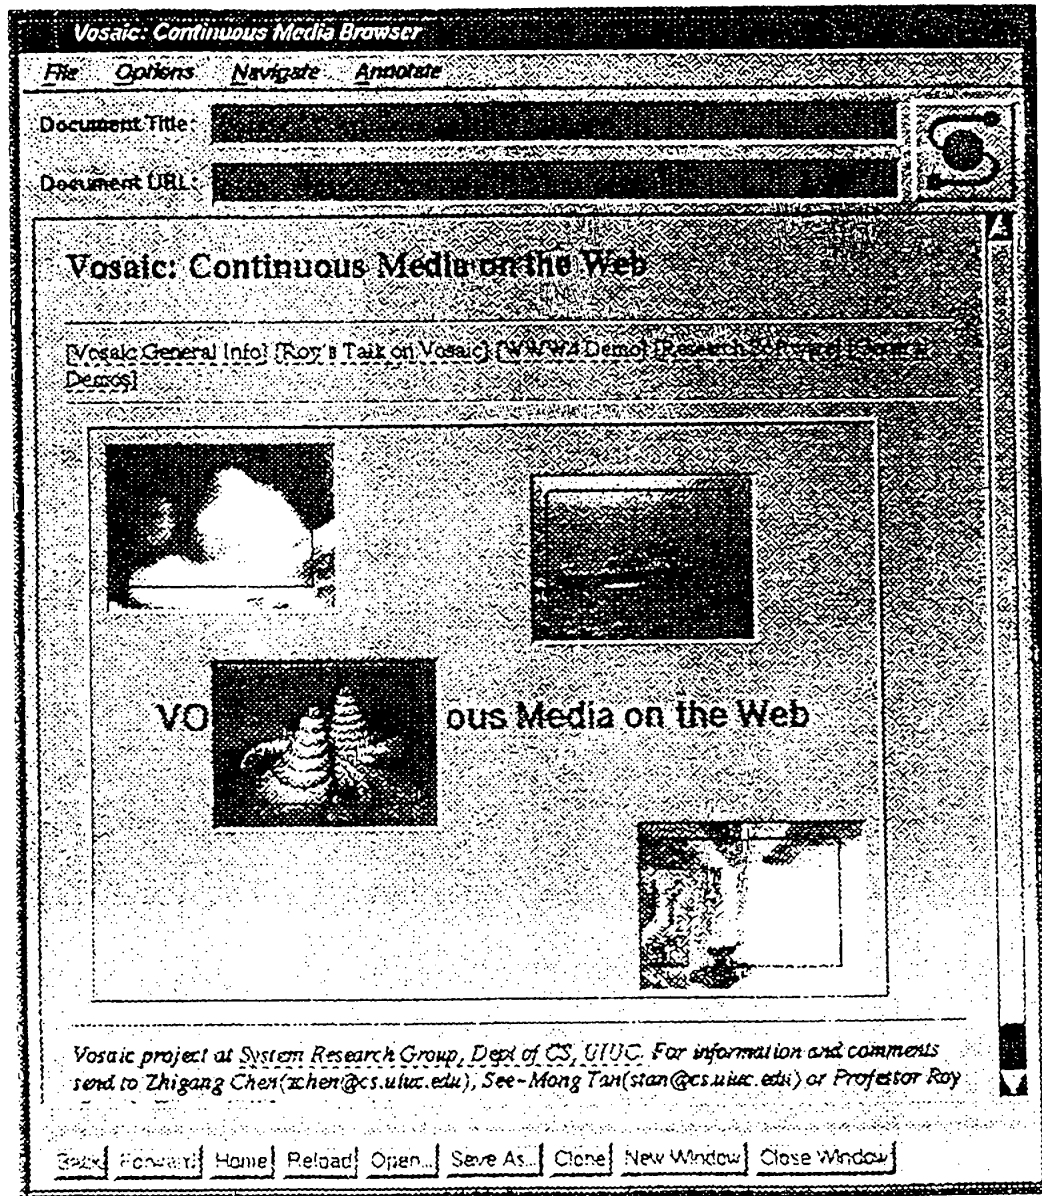 Vosaic: Continuous Media Browser
File Options Navigate Annotate
Document Title:
Document URL:
Vosaic: Continuous Media on the Web
[Vosaic General Info] [Roy's Talk on Vosaic] [WWW4 Demo] [Research] [General
Demos]
VO ous Media on the Web
Vosaic project at System Research Group, Dept of CS, UIUC. For information and comments
send to Zhigang Chen(zchen@cs.uiuc.edu), See-Mong Tan(stan@cs.uiuc.edu) or Professor Roy
Back Forward Home Reload Open... Save As... Clone New Window Close Window